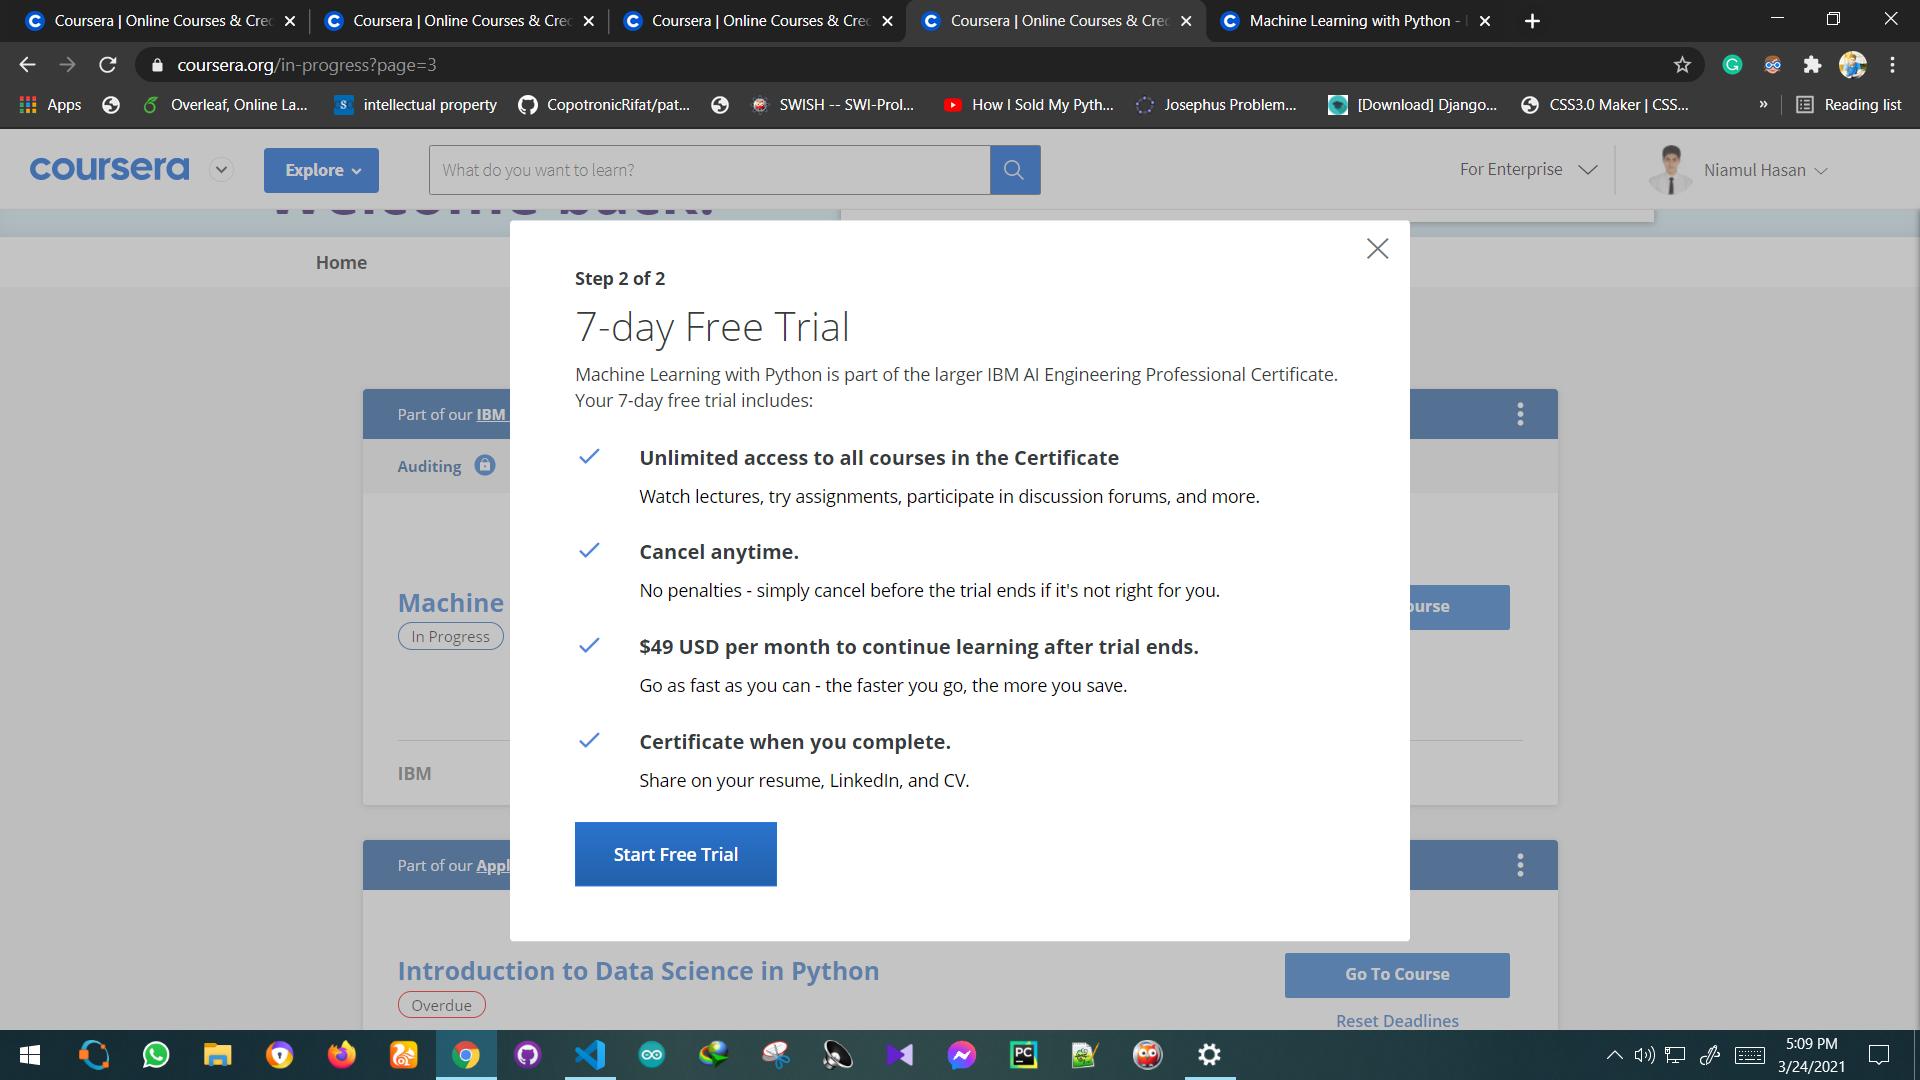 Coursera | Online Courses & Cre
Coursera | Online Courses & Cre
Coursera | Online Courses & Cre
Coursera | Online Courses & Cre
Machine Learning with Python -
coursera.org/in-progress?page=3
Apps
Overleaf, Online La...
intellectual property
CopotronicRifat/pat...
SWISH -- SWI-Prol...
How I Sold My Pyth...
Josephus Problem...
[Download] Django...
CSS3.0 Maker | CSS...
»
Reading list
coursera
Explore
What do you want to learn?
For Enterprise
Niamul Hasan
Welcome back!
Home
Step 2 of 2
7-day Free Trial
Machine Learning with Python is part of the larger IBM AI Engineering Professional Certificate.
Your 7-day free trial includes:
Unlimited access to all courses in the Certificate
Watch lectures, try assignments, participate in discussion forums, and more.
Cancel anytime.
No penalties - simply cancel before the trial ends if it's not right for you.
$49 USD per month to continue learning after trial ends.
Go as fast as you can - the faster you go, the more you save.
Certificate when you complete.
Share on your resume, LinkedIn, and CV.
Start Free Trial
Part of our IBM
Auditing
Machine
In Progress
ourse
IBM
Part of our Appl
Introduction to Data Science in Python
Overdue
Go To Course
Reset Deadlines
5:09 PM
3/24/2021